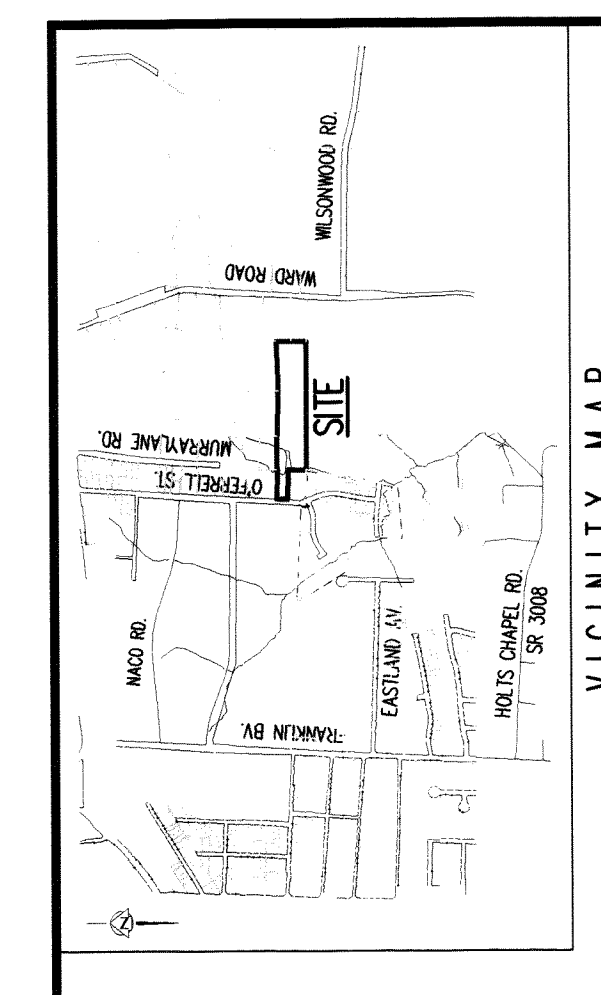 WILSONWOOD RD.
WARD ROAD
SITE
MURRAYLANE RD.
O'FERRELL ST.
NACO RD.
EASTLAND AV.
HOLTS CHAPEL RD.
SR 3008
FRANKLIN BV.
N
VICINITY MAP